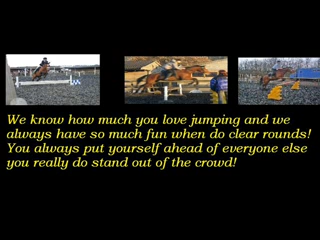 We know how much you love jumping and we
always have so much fun when do clear rounds!
You always put yourself ahead of everyone else
you really do stand out of the crowd!